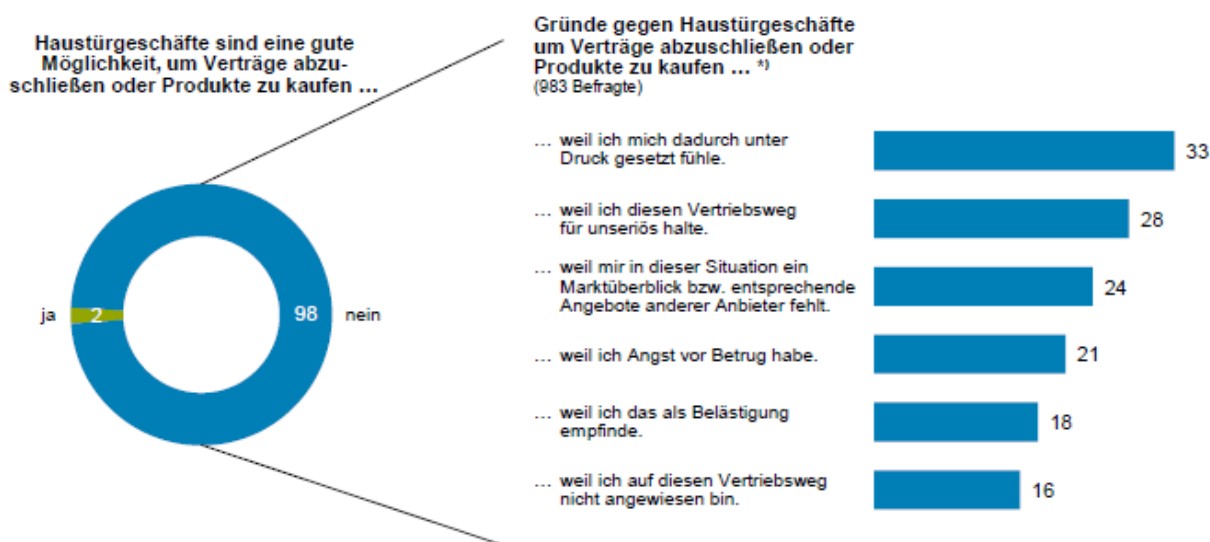 Haustürgeschäfte sind eine gute
Möglichkeit, um Verträge abzu-
schließen oder Produkte zu kaufen ...
ja
2
98
nein
Gründe gegen Haustürgeschäfte
um Verträge abzuschließen oder
Produkte zu kaufen ... *)
(983 Befragte)
... weil ich mich dadurch unter
Druck gesetzt fühle.
33
... weil ich diesen Vertriebsweg
für unseriös halte.
28
... weil mir in dieser Situation ein
Marktüberblick bzw. entsprechende
Angebote anderer Anbieter fehlt.
24
... weil ich Angst vor Betrug habe.
21
... weil ich das als Belästigung
empfinde.
18
... weil ich auf diesen Vertriebsweg
nicht angewiesen bin.
16